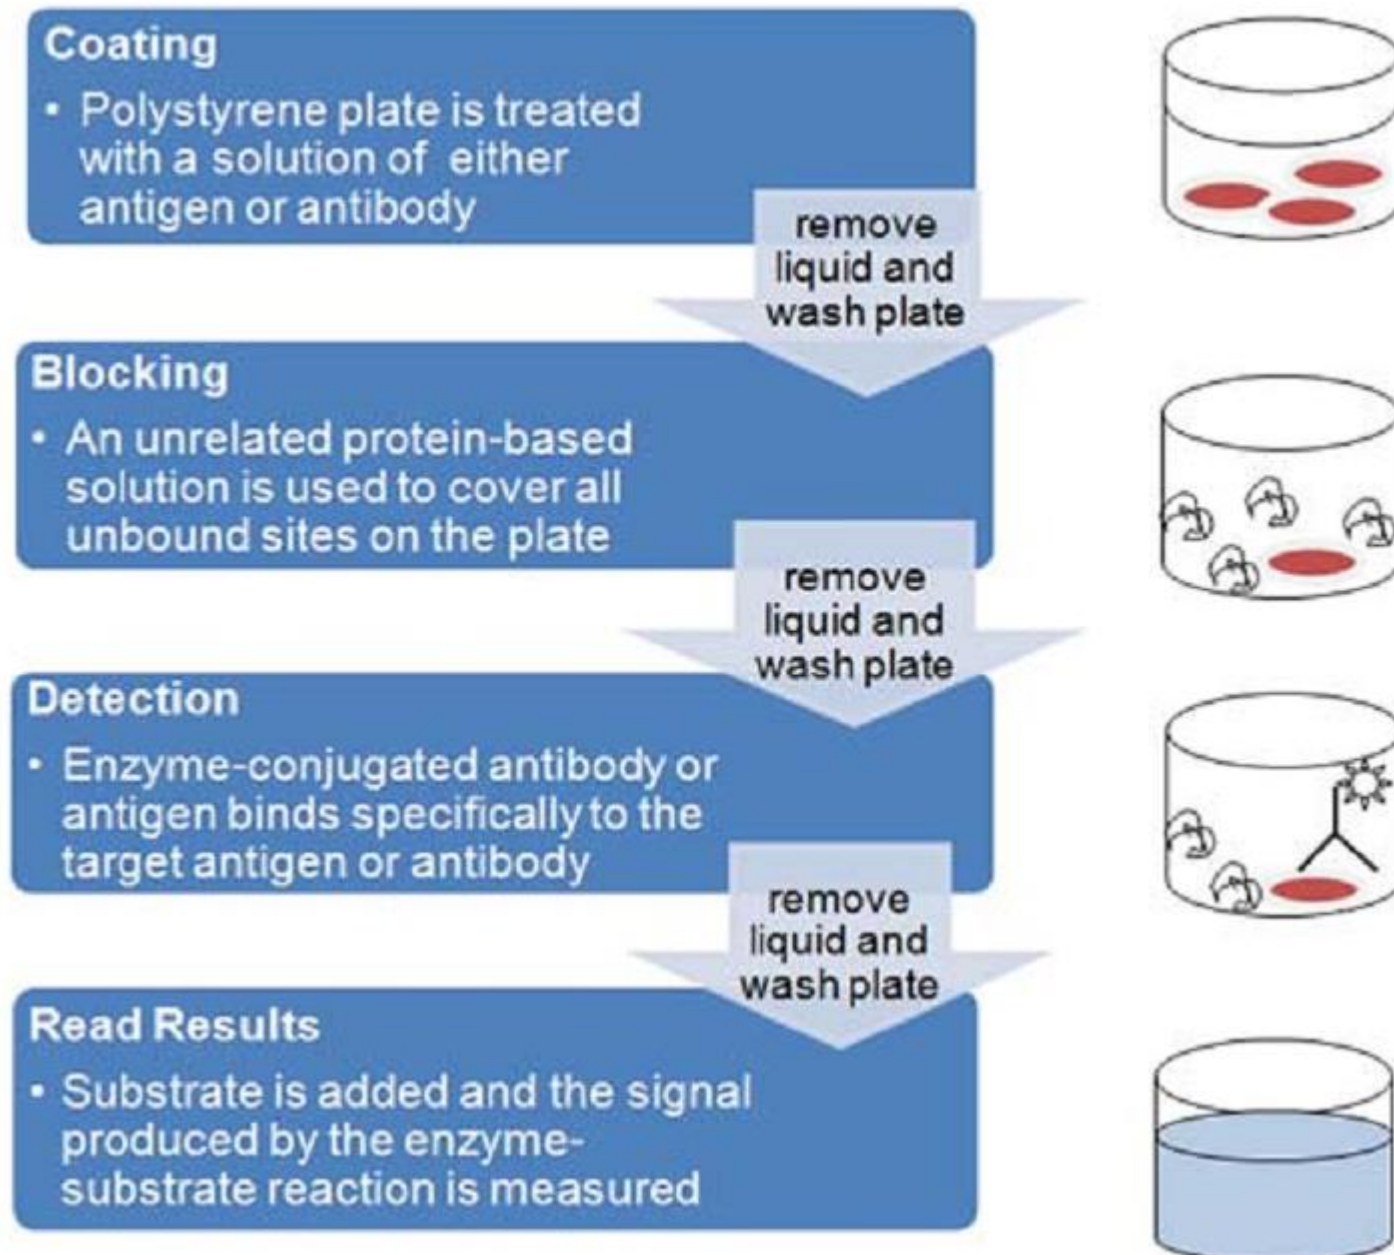 Coating
• Polystyrene plate is treated
with a solution of either
antigen or antibody
remove
liquid and
wash plate
Blocking
• An unrelated protein-based
solution is used to cover all
unbound sites on the plate
remove
liquid and
wash plate
Detection
• Enzyme-conjugated antibody or
antigen binds specifically to the
target antigen or antibody
remove
liquid and
wash plate
Read Results
• Substrate is added and the signal
produced by the enzyme-
substrate reaction is measured